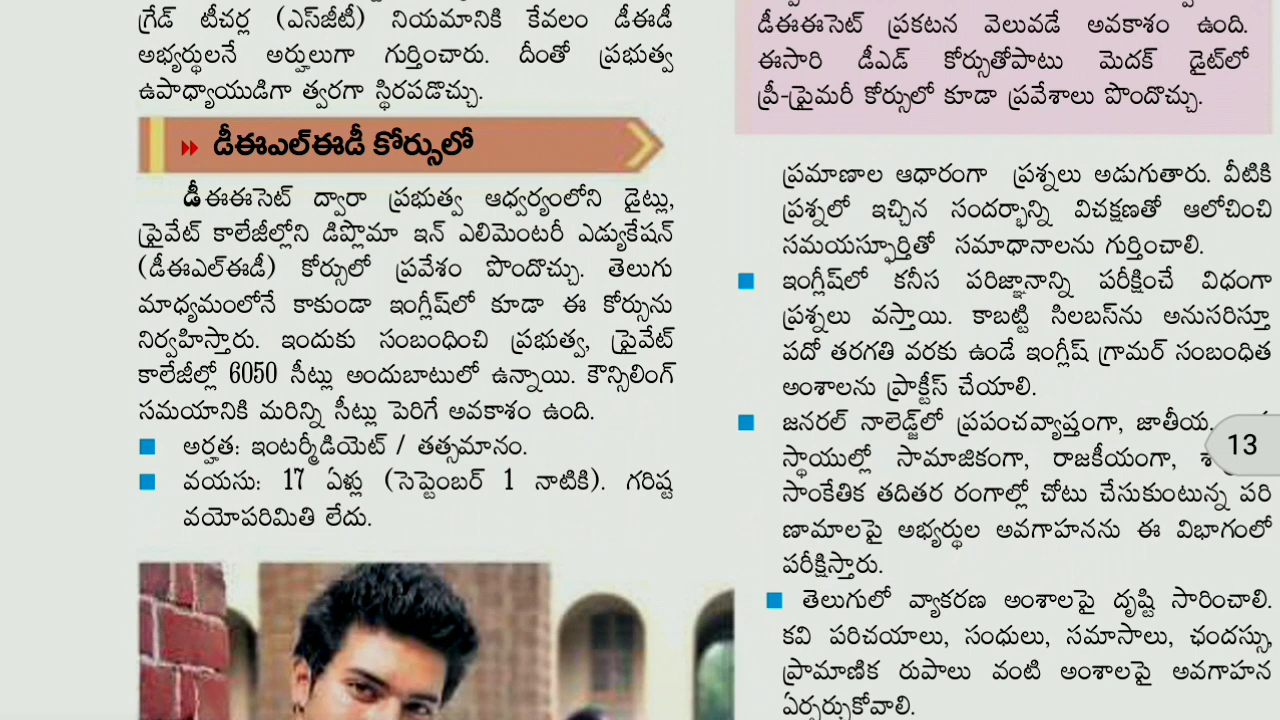 గ్రేడ్ టీచర్ల (ఎస్‌జీటీ) నియమానికి కేవలం డీఈడీ
అభ్యర్థులనే అర్హులుగా గుర్తించారు. దీంతో ప్రభుత్వ
ఉపాధ్యాయుడిగా త్వరగా స్థిరపడొచ్చు.
డీఈఎల్‌ఈడీ కోర్సులో
డీఈఈసెట్ ద్వారా ప్రభుత్వ ఆధ్వర్యంలోని డైట్లు,
ప్రైవేట్ కాలేజీల్లోని డిప్లొమా ఇన్ ఎలిమెంటరీ ఎడ్యుకేషన్
(డీఈఎల్‌ఈడీ) కోర్సులో ప్రవేశం పొందొచ్చు. తెలుగు
మాధ్యమంలోనే కాకుండా ఇంగ్లీష్‌లో కూడా ఈ కోర్సును
నిర్వహిస్తారు. ఇందుకు సంబంధించి ప్రభుత్వ, ప్రైవేట్
కాలేజీల్లో 6050 సీట్లు అందుబాటులో ఉన్నాయి. కౌన్సిలింగ్
సమయానికి మరిన్ని సీట్లు పెరిగే అవకాశం ఉంది.
■ అర్హత: ఇంటర్మీడియెట్ / తత్సమానం.
■ వయసు: 17 ఏళ్లు (సెప్టెంబర్ 1 నాటికి). గరిష్ట
వయోపరిమితి లేదు.
డీఈఈసెట్ ప్రకటన వెలువడే అవకాశం ఉంది.
ఈసారి డీఎడ్ కోర్సుతోపాటు మెదక్ డైట్‌లో
ప్రీ-ప్రైమరీ కోర్సులో కూడా ప్రవేశాలు పొందొచ్చు.
ప్రమాణాల ఆధారంగా ప్రశ్నలు అడుగుతారు. వీటికి
ప్రశ్నలో ఇచ్చిన సందర్భాన్ని విచక్షణతో ఆలోచించి
సమయస్ఫూర్తితో సమాధానాలను గుర్తించాలి.
■ ఇంగ్లీష్‌లో కనీస పరిజ్ఞానాన్ని పరీక్షించే విధంగా
ప్రశ్నలు వస్తాయి. కాబట్టి సిలబస్‌ను అనుసరిస్తూ
పదో తరగతి వరకు ఉండే ఇంగ్లీష్ గ్రామర్ సంబంధిత
అంశాలను ప్రాక్టీస్ చేయాలి.
■ జనరల్ నాలెడ్జ్‌లో ప్రపంచవ్యాప్తంగా, జాతీయ,
స్థాయుల్లో సామాజికంగా, రాజకీయంగా,
13
సాంకేతిక తదితర రంగాల్లో చోటు చేసుకుంటున్న పరి
ణామాలపై అభ్యర్థుల అవగాహనను ఈ విభాగంలో
పరీక్షిస్తారు.
■ తెలుగులో వ్యాకరణ అంశాలపై దృష్టి సారించాలి.
కవి పరిచయాలు, సంధులు, సమాసాలు, ఛందస్సు,
ప్రామాణిక రుపాలు వంటి అంశాలపై అవగాహన
ఏర్పర్చుకోవాలి.